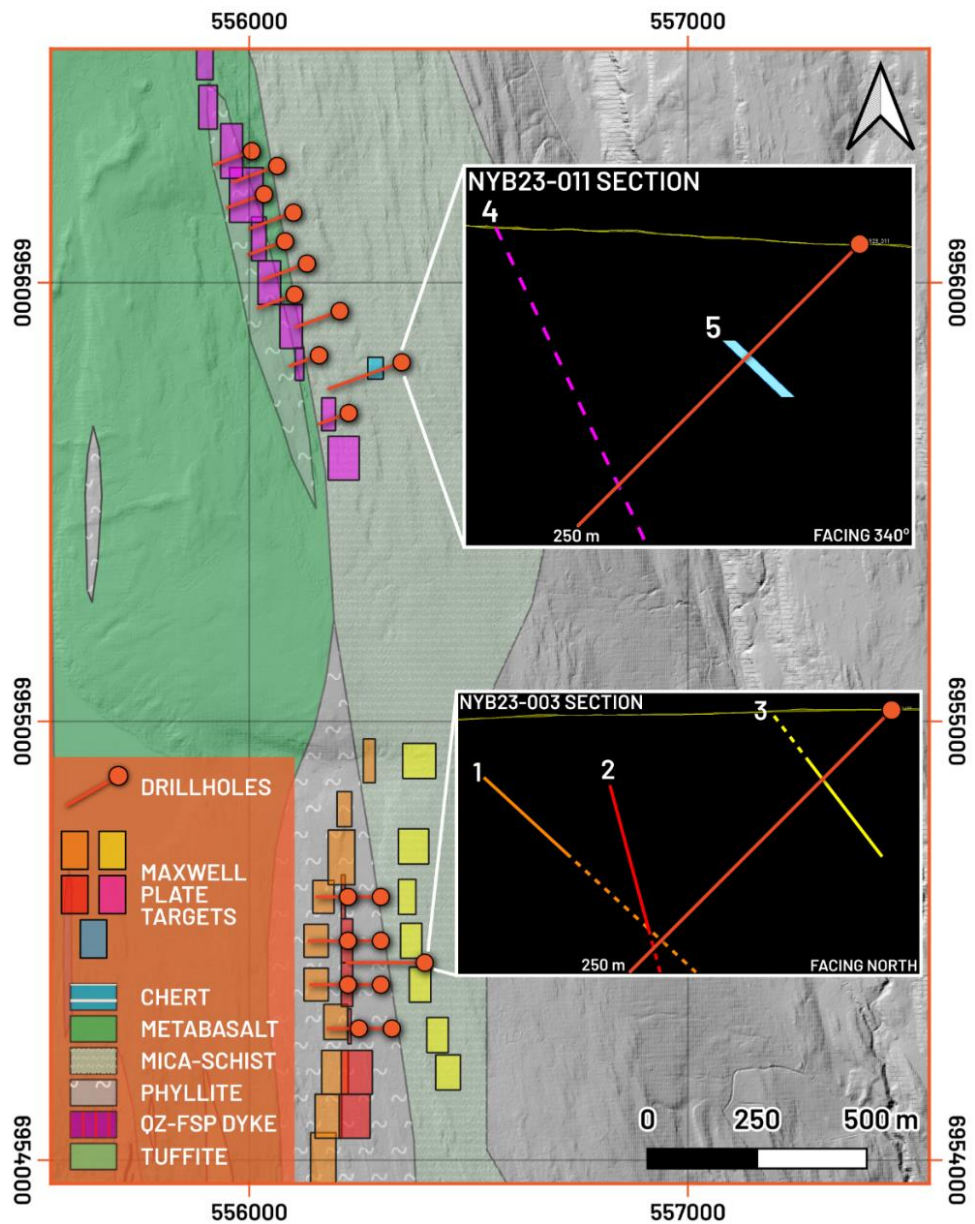 556000
557000
6956000
6956000
NYB23-011 SECTION
4
5
250 m
FACING 340°
6955000
6955000
NYB23-003 SECTION
3
1
2
250 m
FACING NORTH
DRILLHOLES
MAXWELL
PLATE
TARGETS
CHERT
METABASALT
MICA-SCHIST
PHYLLITE
QZ-FSP DYKE
TUFFITE
0
250
500 m
6954000
6954000
556000
557000